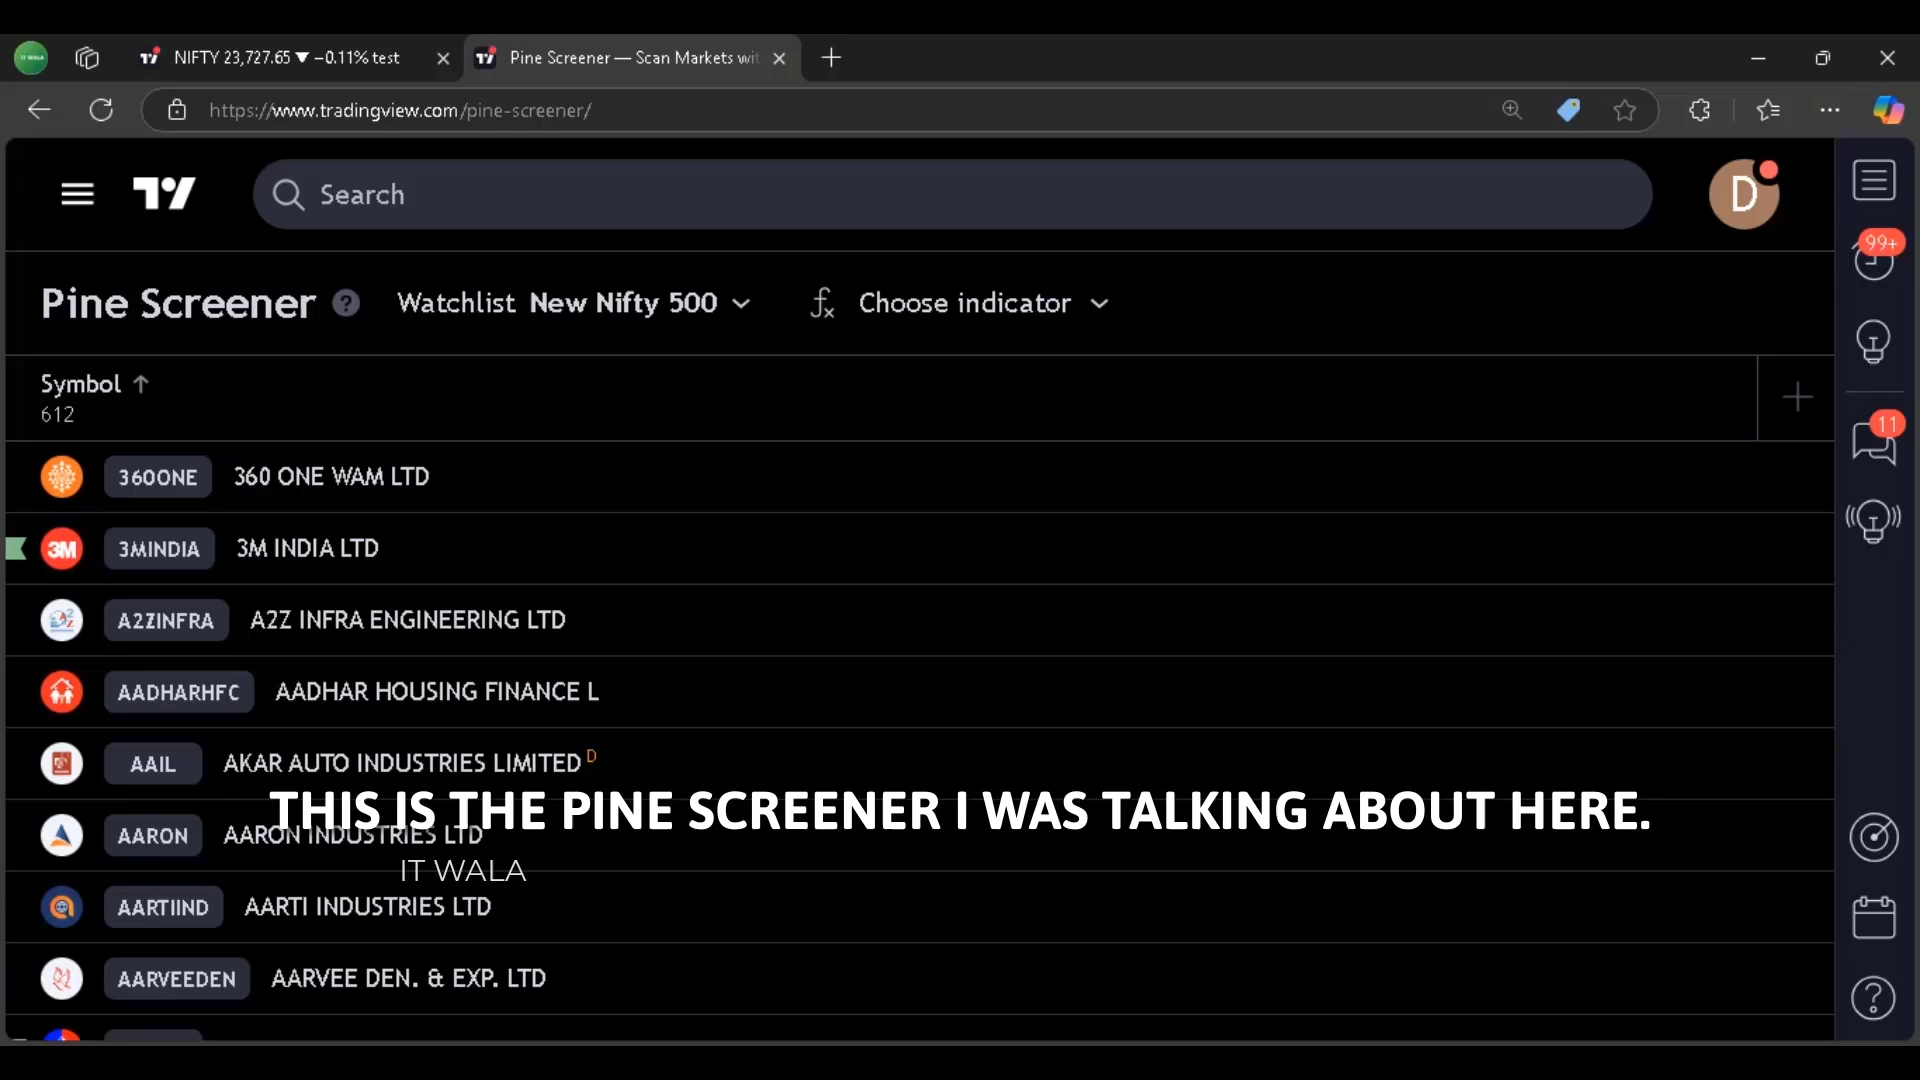 NIFTY 23,727.65 ▼ −0.11% test
Pine Screener — Scan Markets wit
https://www.tradingview.com/pine-screener/
Search
D
99+
Pine Screener ?
Watchlist New Nifty 500
fx Choose indicator
Symbol ↑
612
11
360ONE 360 ONE WAM LTD
3M 3MINDIA 3M INDIA LTD
A2ZINFRA A2Z INFRA ENGINEERING LTD
AADHARHFC AADHAR HOUSING FINANCE L
AAIL AKAR AUTO INDUSTRIES LIMITED D
THIS IS THE PINE SCREENER I WAS TALKING ABOUT HERE.
AARON AARON INDUSTRIES LTD
IT WALA
AARTIIND AARTI INDUSTRIES LTD
AARVEEDEN AARVEE DEN. & EXP. LTD